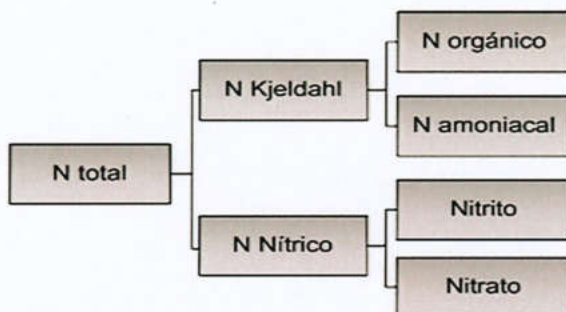 N orgánico
N Kjeldahl
N amoniacal
N total
Nitrito
N Nítrico
Nitrato